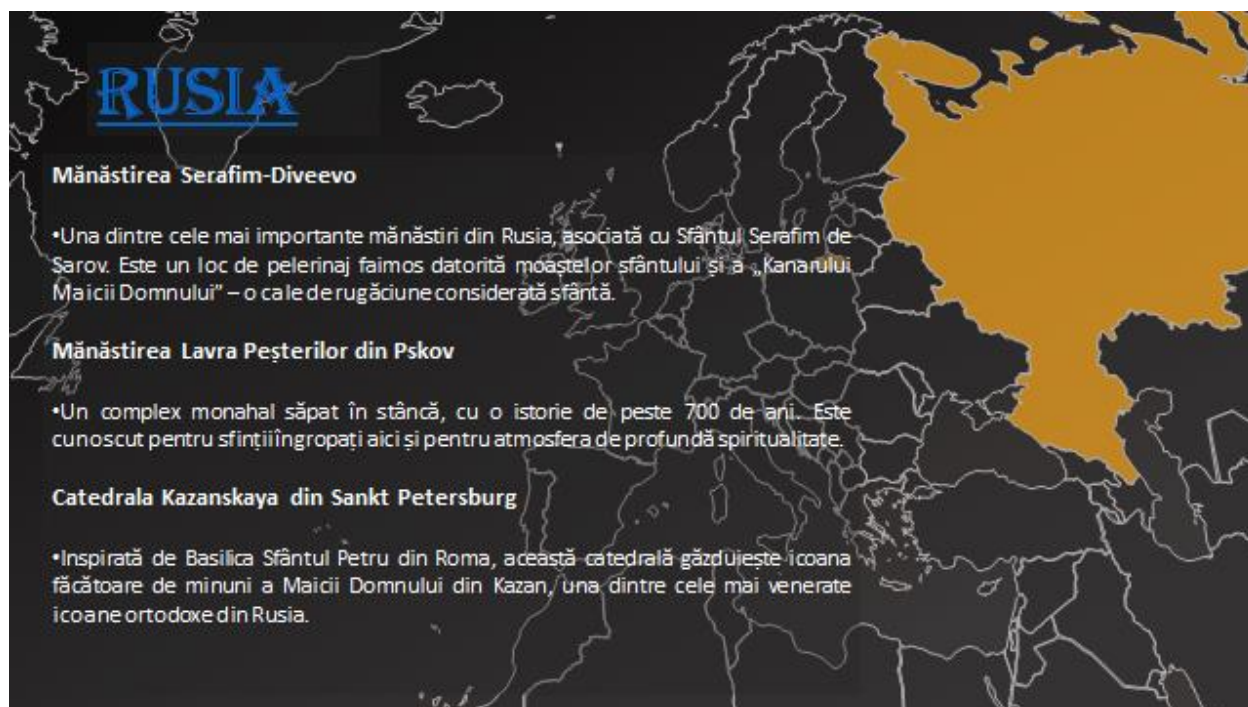 RUSIA
Mănăstirea Serafim-Diveevo
•Una dintre cele mai importante mănăstiri din Rusia, asociată cu Sfântul Serafim de
Sarov. Este un loc de pelerinaj faimos datorită moaștelor sfântului și a „Kanarului
Maicii Domnului” – o cale de rugăciune considerată sfântă.
Mănăstirea Lavra Peșterilor din Pskov
•Un complex monahal săpat în stâncă, cu o istorie de peste 700 de ani. Este
cunoscut pentru sfinții îngropați aici și pentru atmosfera de profundă spiritualitate.
Catedrala Kazanskaya din Sankt Petersburg
•Inspirată de Basilica Sfântul Petru din Roma, această catedrală găzduiește icoana
făcătoare de minuni a Maicii Domnului din Kazan, una dintre cele mai venerate
icoane ortodoxe din Rusia.